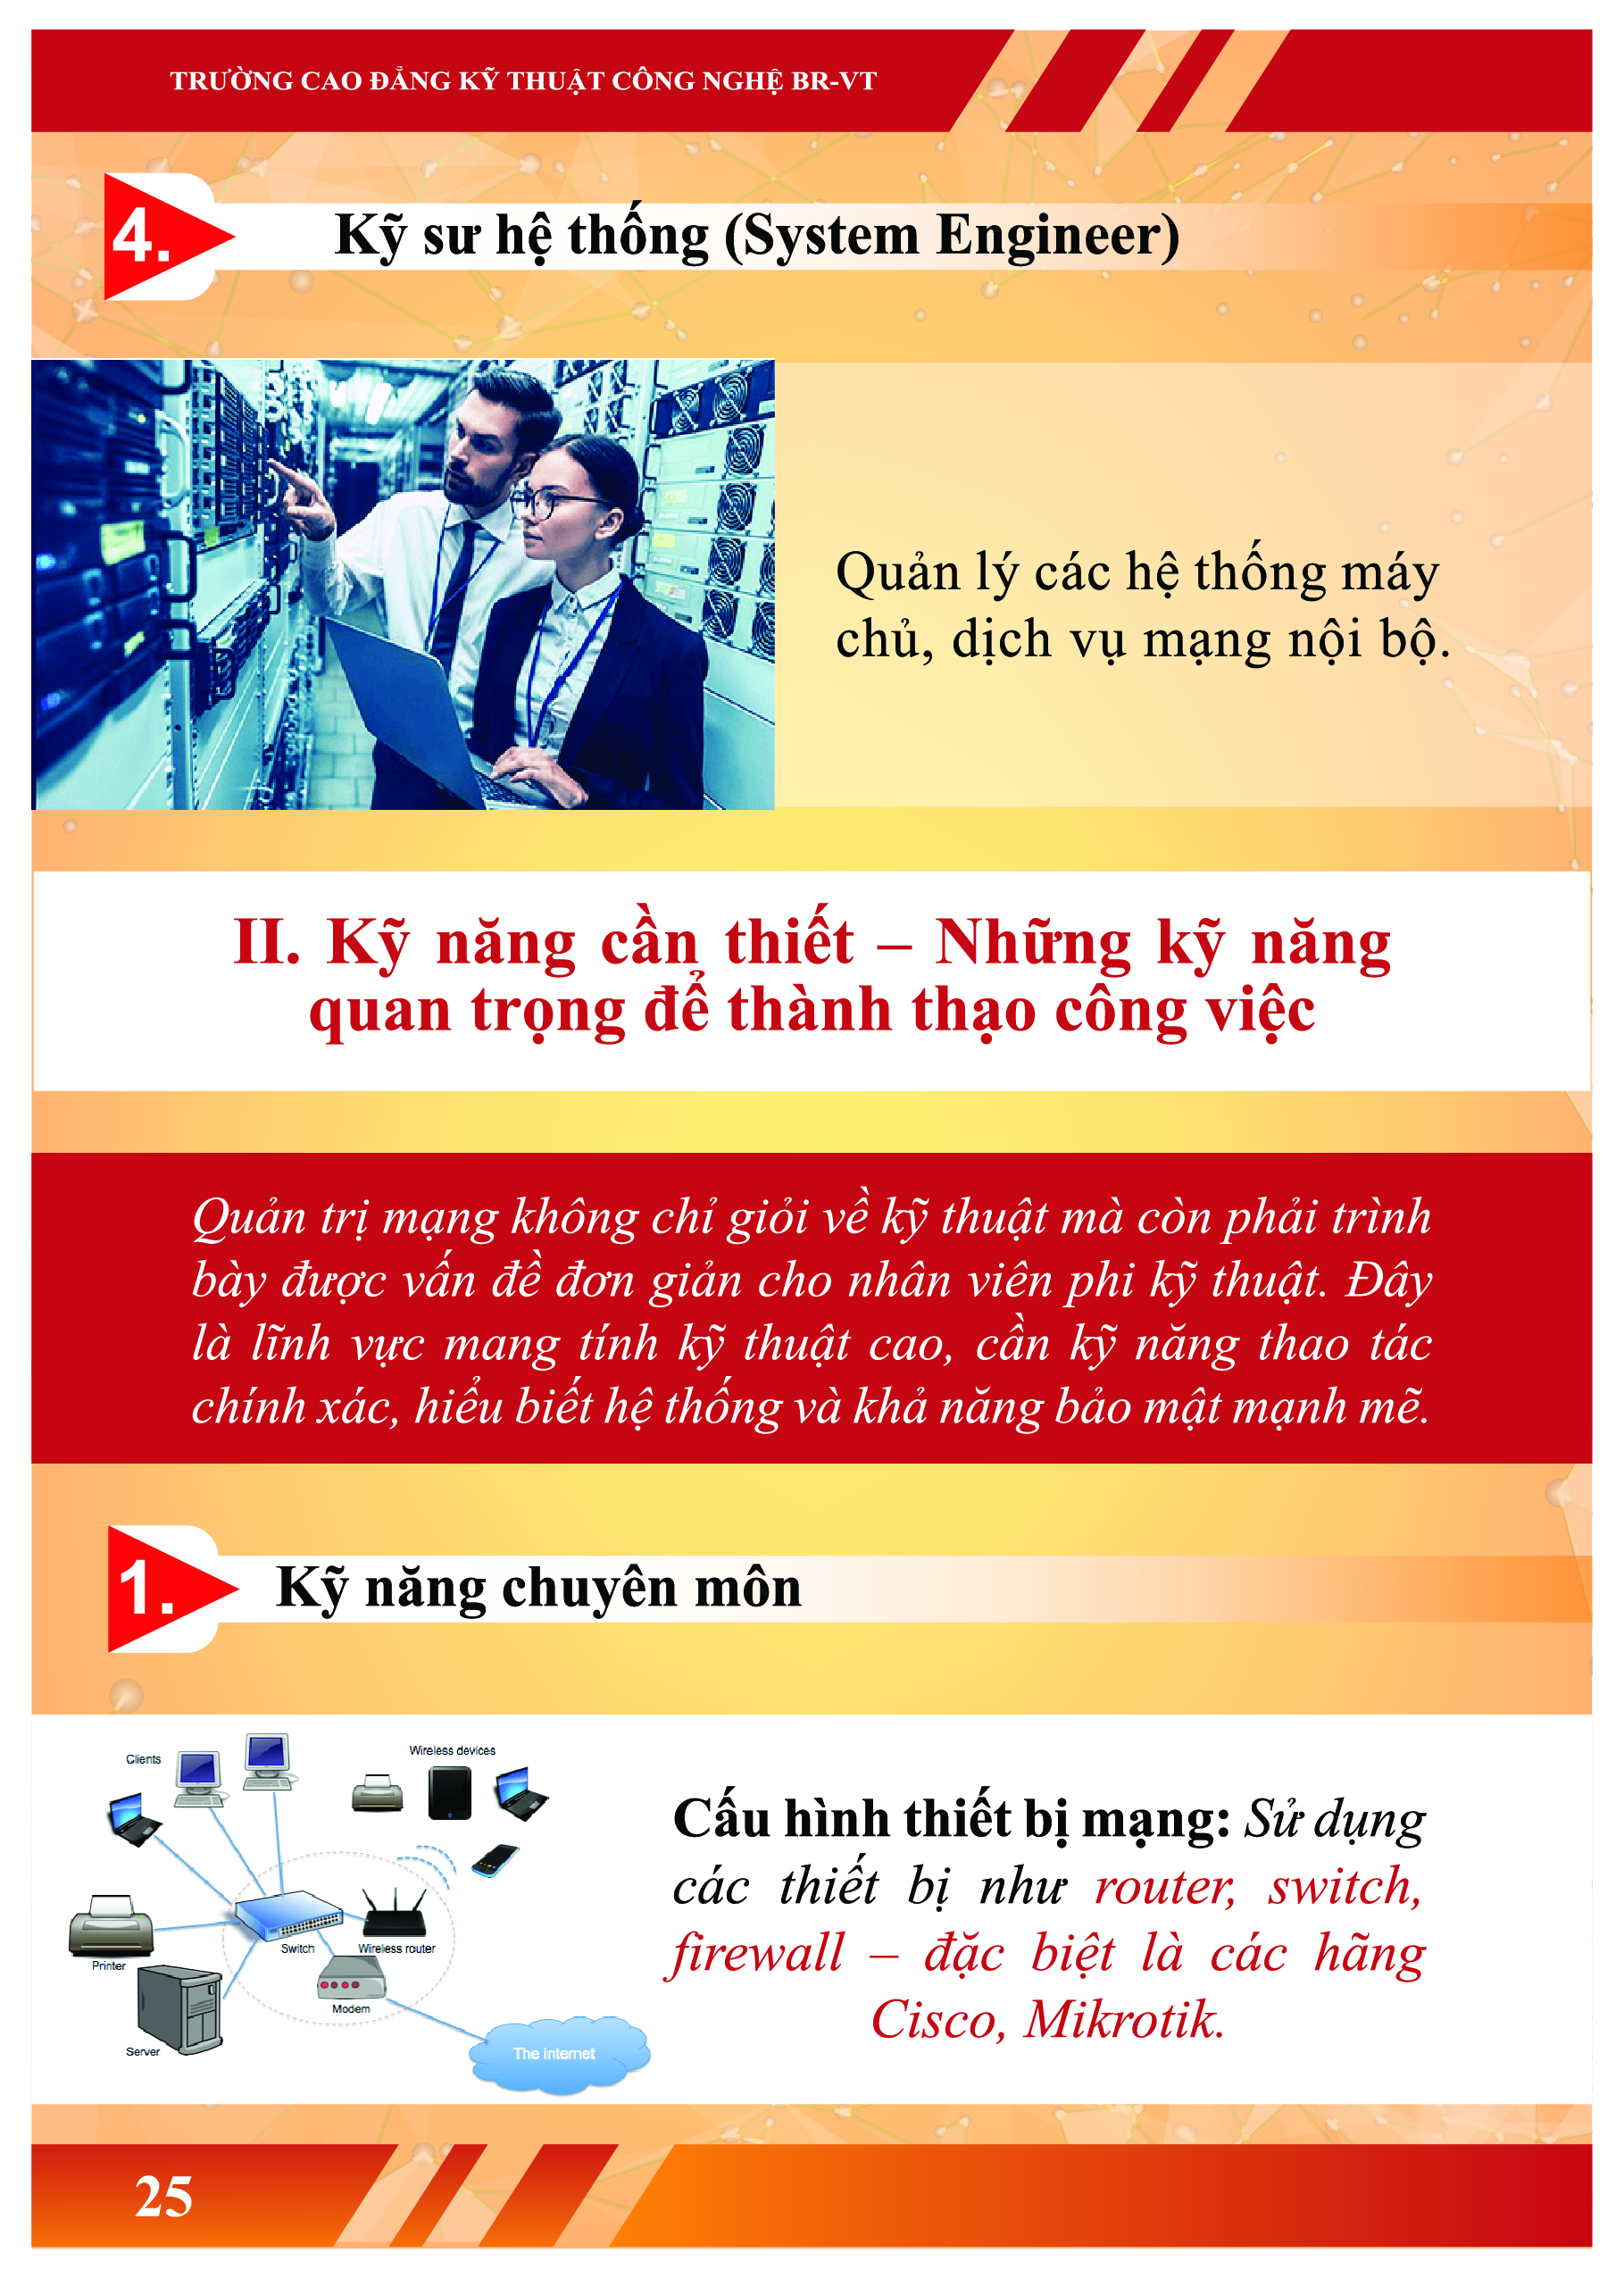 TRƯỜNG CAO ĐẲNG KỸ THUẬT CÔNG NGHỆ BR-VT
4.
Kỹ sư hệ thống (System Engineer)
Quản lý các hệ thống máy
chủ, dịch vụ mạng nội bộ.
II. Kỹ năng cần thiết – Những kỹ năng
quan trọng để thành thạo công việc
Quản trị mạng không chỉ giỏi về kỹ thuật mà còn phải trình
bày được vấn đề đơn giản cho nhân viên phi kỹ thuật. Đây
là lĩnh vực mang tính kỹ thuật cao, cần kỹ năng thao tác
chính xác, hiểu biết hệ thống và khả năng bảo mật mạnh mẽ.
1.
Kỹ năng chuyên môn
Clients
Wireless devices
Switch
Wireless router
Printer
Modem
Server
The internet
Cấu hình thiết bị mạng: Sử dụng
các thiết bị như router, switch,
firewall – đặc biệt là các hãng
Cisco, Mikrotik.
25